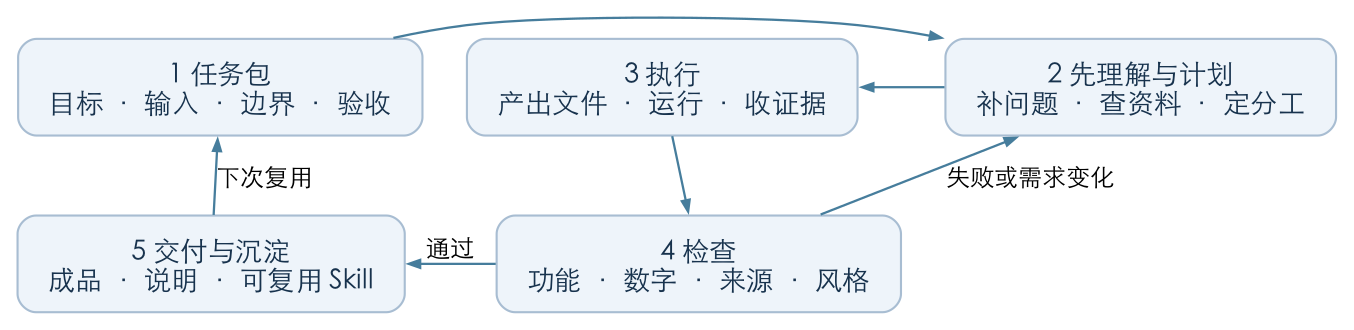 1 任务包
目标 · 输入 · 边界 · 验收
3 执行
产出文件 · 运行 · 收证据
2 先理解与计划
补问题 · 查资料 · 定分工
下次复用
失败或需求变化
5 交付与沉淀
成品 · 说明 · 可复用 Skill
通过
4 检查
功能 · 数字 · 来源 · 风格